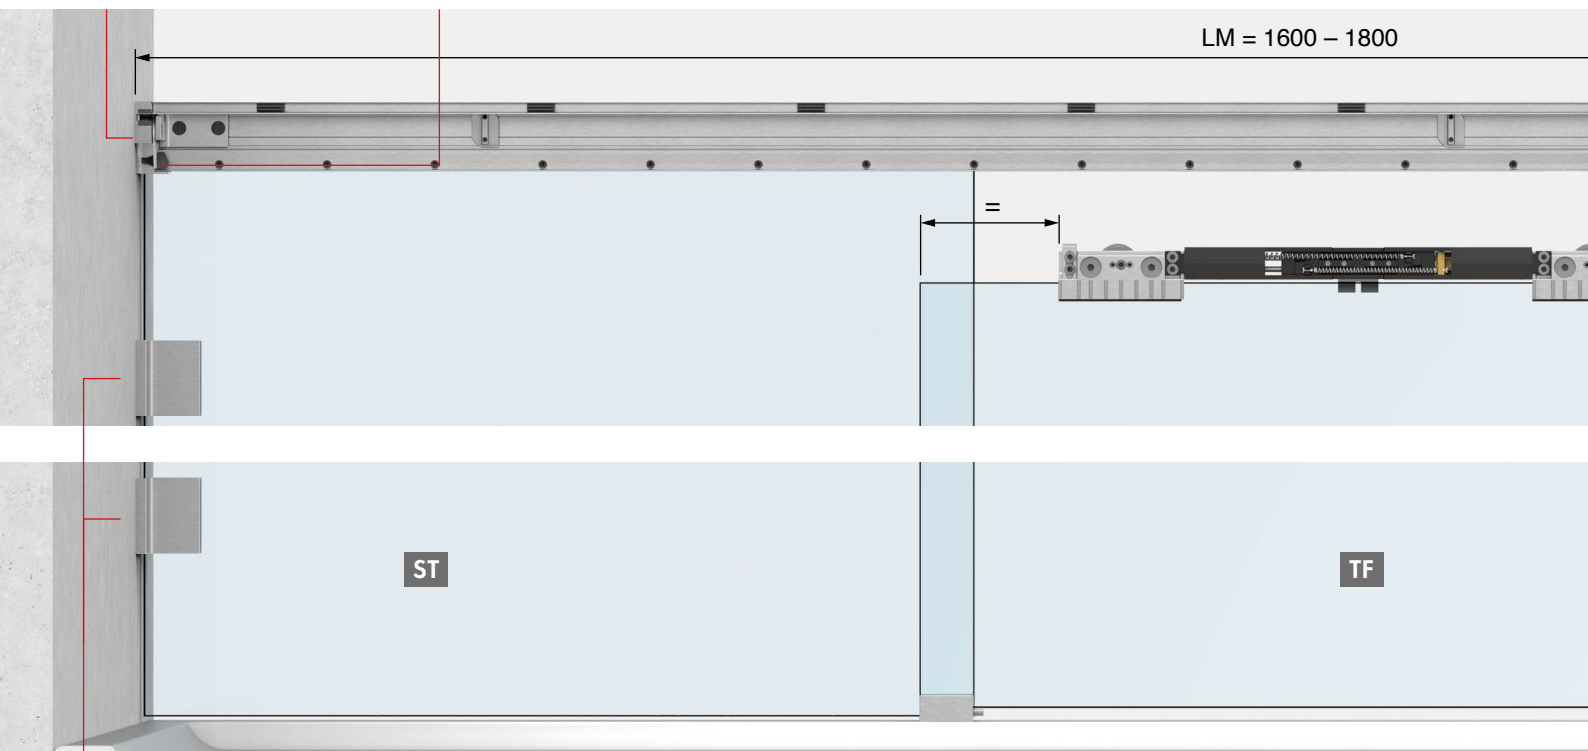 LM = 1600 – 1800
=
ST
TF